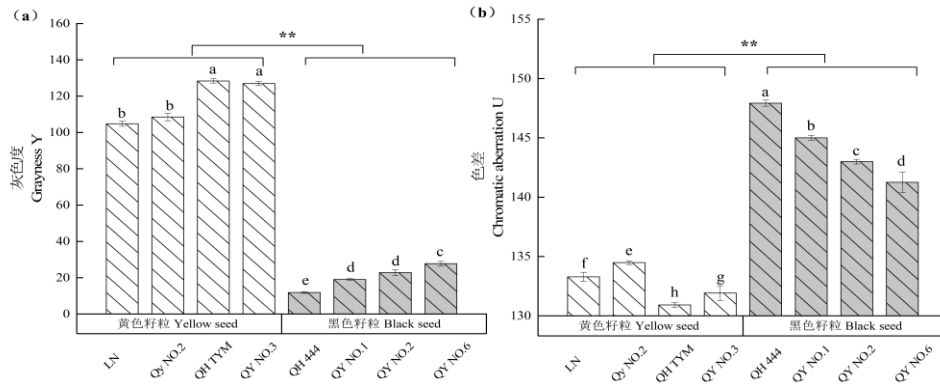 (a)
160
140
120
100
80
60
40
20
0
灰色度
Grayness Y
**
b
b
a
a
e
d
d
c
黄色籽粒 Yellow seed
黑色籽粒 Black seed
LN
Qy NO.2
QH TYM
QY NO.3
QH 444
QY NO.1
QY NO.2
QY NO.6
(b)
155
150
145
140
135
130
色差
Chromatic aberration U
**
f
e
h
g
a
b
c
d
黄色籽粒 Yellow seed
黑色籽粒 Black seed
LN
Qy NO.2
QH TYM
QY NO.3
QH 444
QY NO.1
QY NO.2
QY NO.6